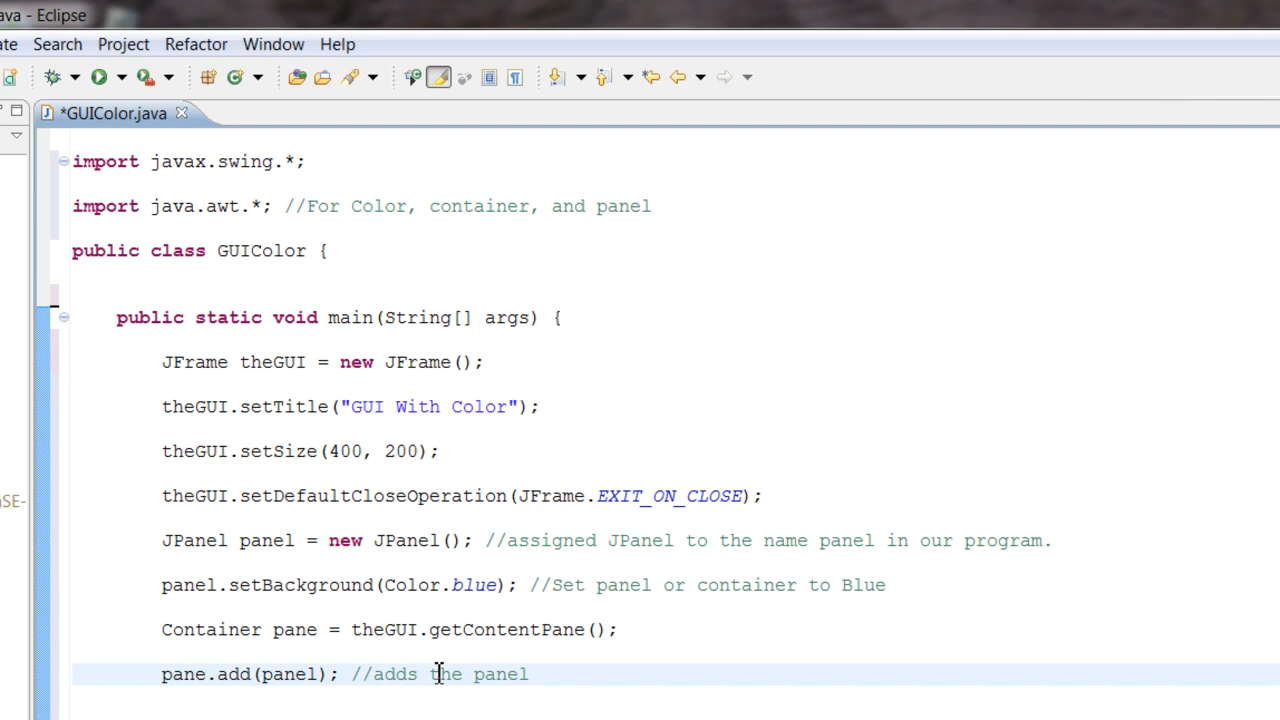 ava - Eclipse
ate Search Project Refactor Window Help
*GUIColor.java
import javax.swing.*;
import java.awt.*; //For Color, container, and panel
public class GUIColor {
public static void main(String[] args) {
JFrame theGUI = new JFrame();
theGUI.setTitle("GUI With Color");
theGUI.setSize(400, 200);
theGUI.setDefaultCloseOperation(JFrame.EXIT_ON_CLOSE);
SE-
JPanel panel = new JPanel(); //assigned JPanel to the name panel in our program.
panel.setBackground(Color.blue); //Set panel or container to Blue
Container pane = theGUI.getContentPane();
pane.add(panel); //adds the panel